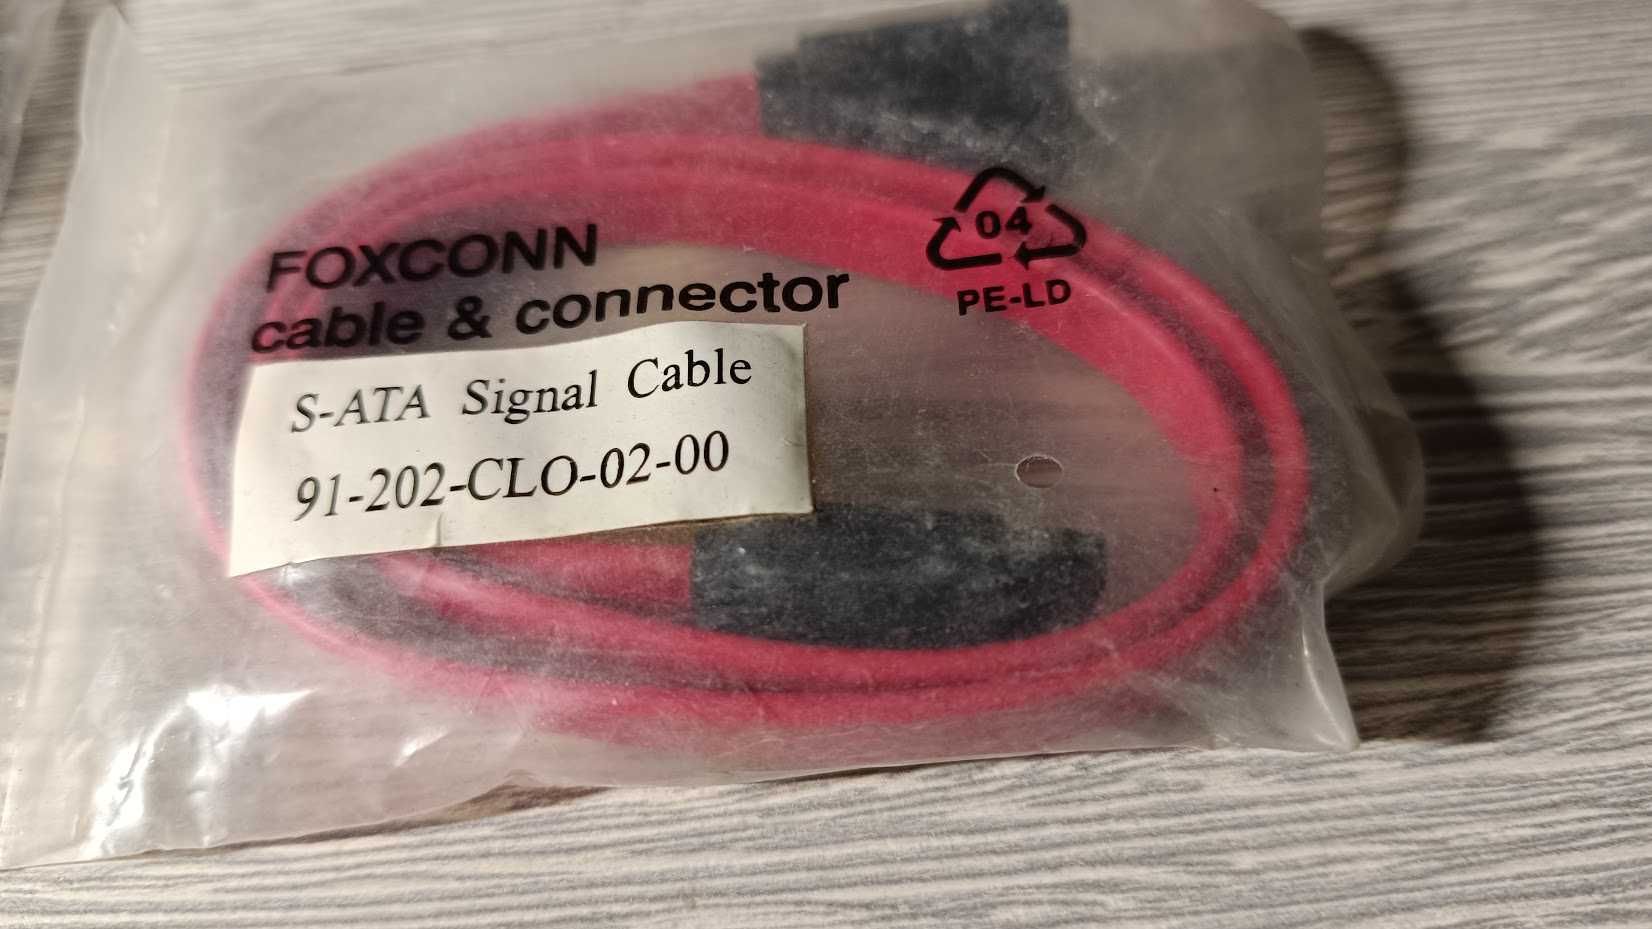 FOXCONN
cable & connector
S-ATA Signal Cable
91-202-CLO-02-00
04
PE-LD